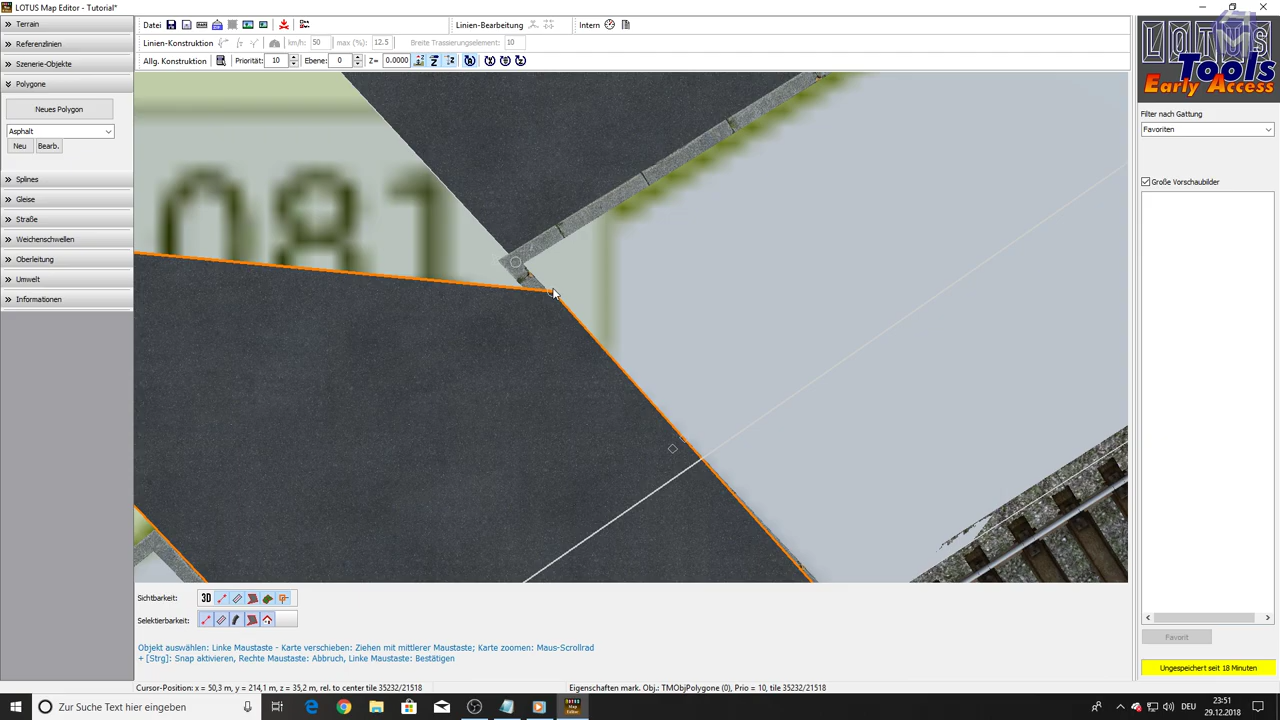 LOTUS Map Editor - Tutorial*
Terrain
Referenzlinien
Szenerie-Objekte
Polygone
Neues Polygon
Asphalt
Neu
Bearb.
Splines
Gleise
Straße
Weichenschwellen
Oberleitung
Umwelt
Informationen
Datei
Linien-Bearbeitung
Intern
Linien-Konstruktion
km/h:
50
max (%):
12.5
Breite Trassierungselement:
10
Allg. Konstruktion
Priorität:
10
Ebene:
0
Z=
0.0000
081
LOTUS
Tools
Early Access
Filter nach Gattung
Favoriten
Große Vorschaubilder
Favorit
Ungespeichert seit 18 Minuten
Sichtbarkeit:
3D
Selektierbarkeit:
Objekt auswählen: Linke Maustaste - Karte verschieben: Ziehen mit mittlerer Maustaste; Karte zoomen: Maus-Scrollrad
+ [Strg]: Snap aktivieren, Rechte Maustaste: Abbruch, Linke Maustaste: Bestätigen
Cursor-Position: x = 50,3 m, y = 214,1 m, z = 35,2 m, rel. to center tile 35232/21518
Eigenschaften mark. Obj.: TMObjPolygone (0), Prio = 10, tile 35232/21518
Zur Suche Text hier eingeben
DEU
23:51
29.12.2018